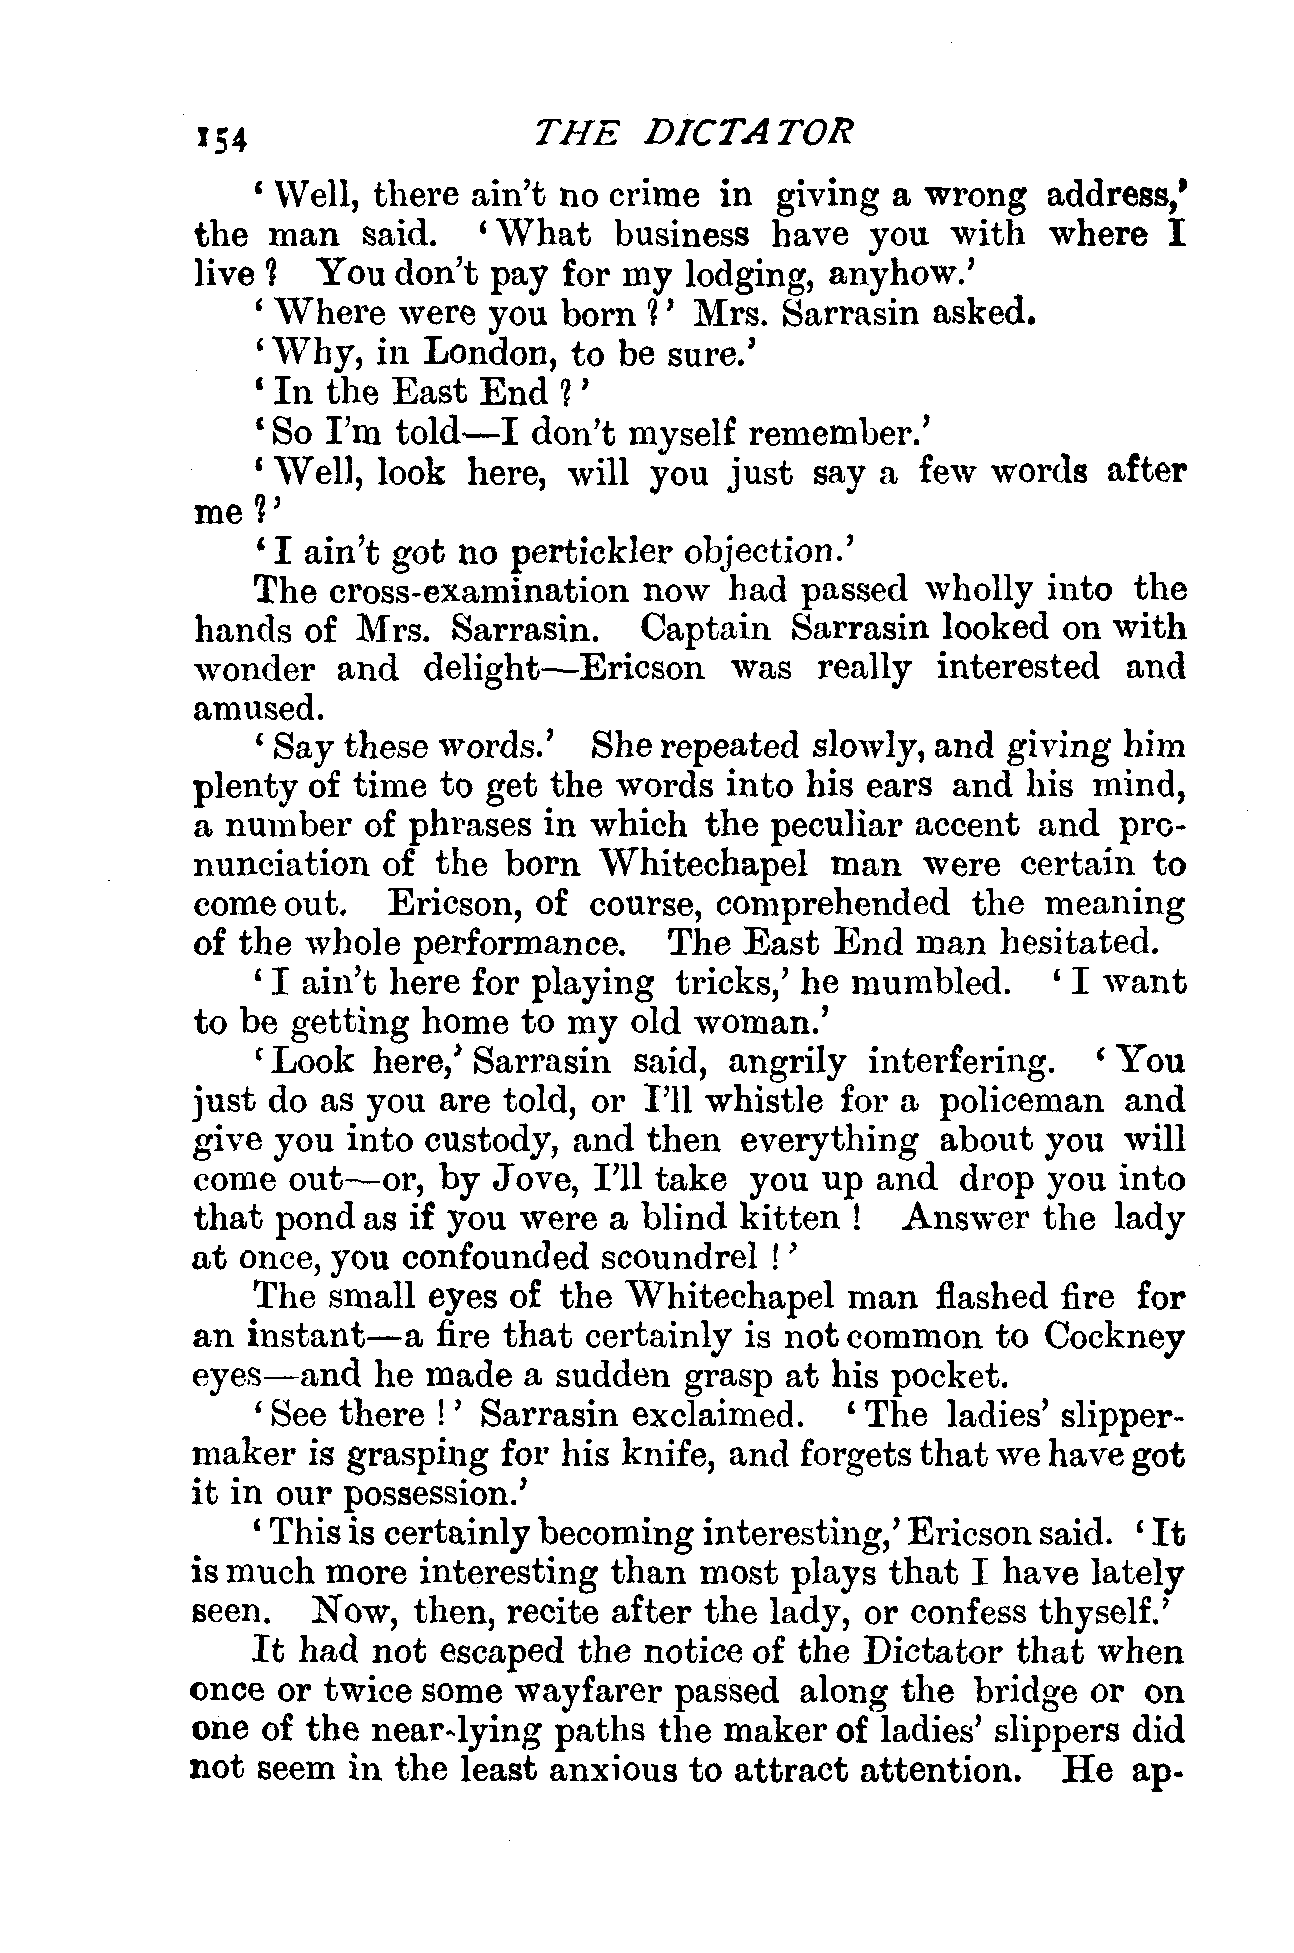 154 THE DICTATOR
‘Well, there ain’t no crime in giving a wrong address,’
the man said. ‘What business have you with where I
live? You don’t pay for my lodging, anyhow.’
‘Where were you born?’ Mrs. Sarrasin asked.
‘Why, in London, to be sure.’
‘In the East End?’
‘So I’m told—I don’t myself remember.’
‘Well, look here, will you just say a few words after
me?’
‘I ain’t got no pertickler objection.’
The cross-examination now had passed wholly into the
hands of Mrs. Sarrasin. Captain Sarrasin looked on with
wonder and delight—Ericson was really interested and
amused.
‘Say these words.’ She repeated slowly, and giving him
plenty of time to get the words into his ears and his mind,
a number of phrases in which the peculiar accent and pro-
nunciation of the born Whitechapel man were certain to
come out. Ericson, of course, comprehended the meaning
of the whole performance. The East End man hesitated.
‘I ain’t here for playing tricks,’ he mumbled. ‘I want
to be getting home to my old woman.’
‘Look here,’ Sarrasin said, angrily interfering. ‘You
just do as you are told, or I’ll whistle for a policeman and
give you into custody, and then everything about you will
come out—or, by Jove, I’ll take you up and drop you into
that pond as if you were a blind kitten! Answer the lady
at once, you confounded scoundrel!’
The small eyes of the Whitechapel man flashed fire for
an instant—a fire that certainly is not common to Cockney
eyes—and he made a sudden grasp at his pocket.
‘See there!’ Sarrasin exclaimed. ‘The ladies’ slipper-
maker is grasping for his knife, and forgets that we have got
it in our possession.’
‘This is certainly becoming interesting,’ Ericson said. ‘It
is much more interesting than most plays that I have lately
seen. Now, then, recite after the lady, or confess thyself.’
It had not escaped the notice of the Dictator that when
once or twice some wayfarer passed along the bridge or on
one of the near-lying paths the maker of ladies’ slippers did
not seem in the least anxious to attract attention. He ap-